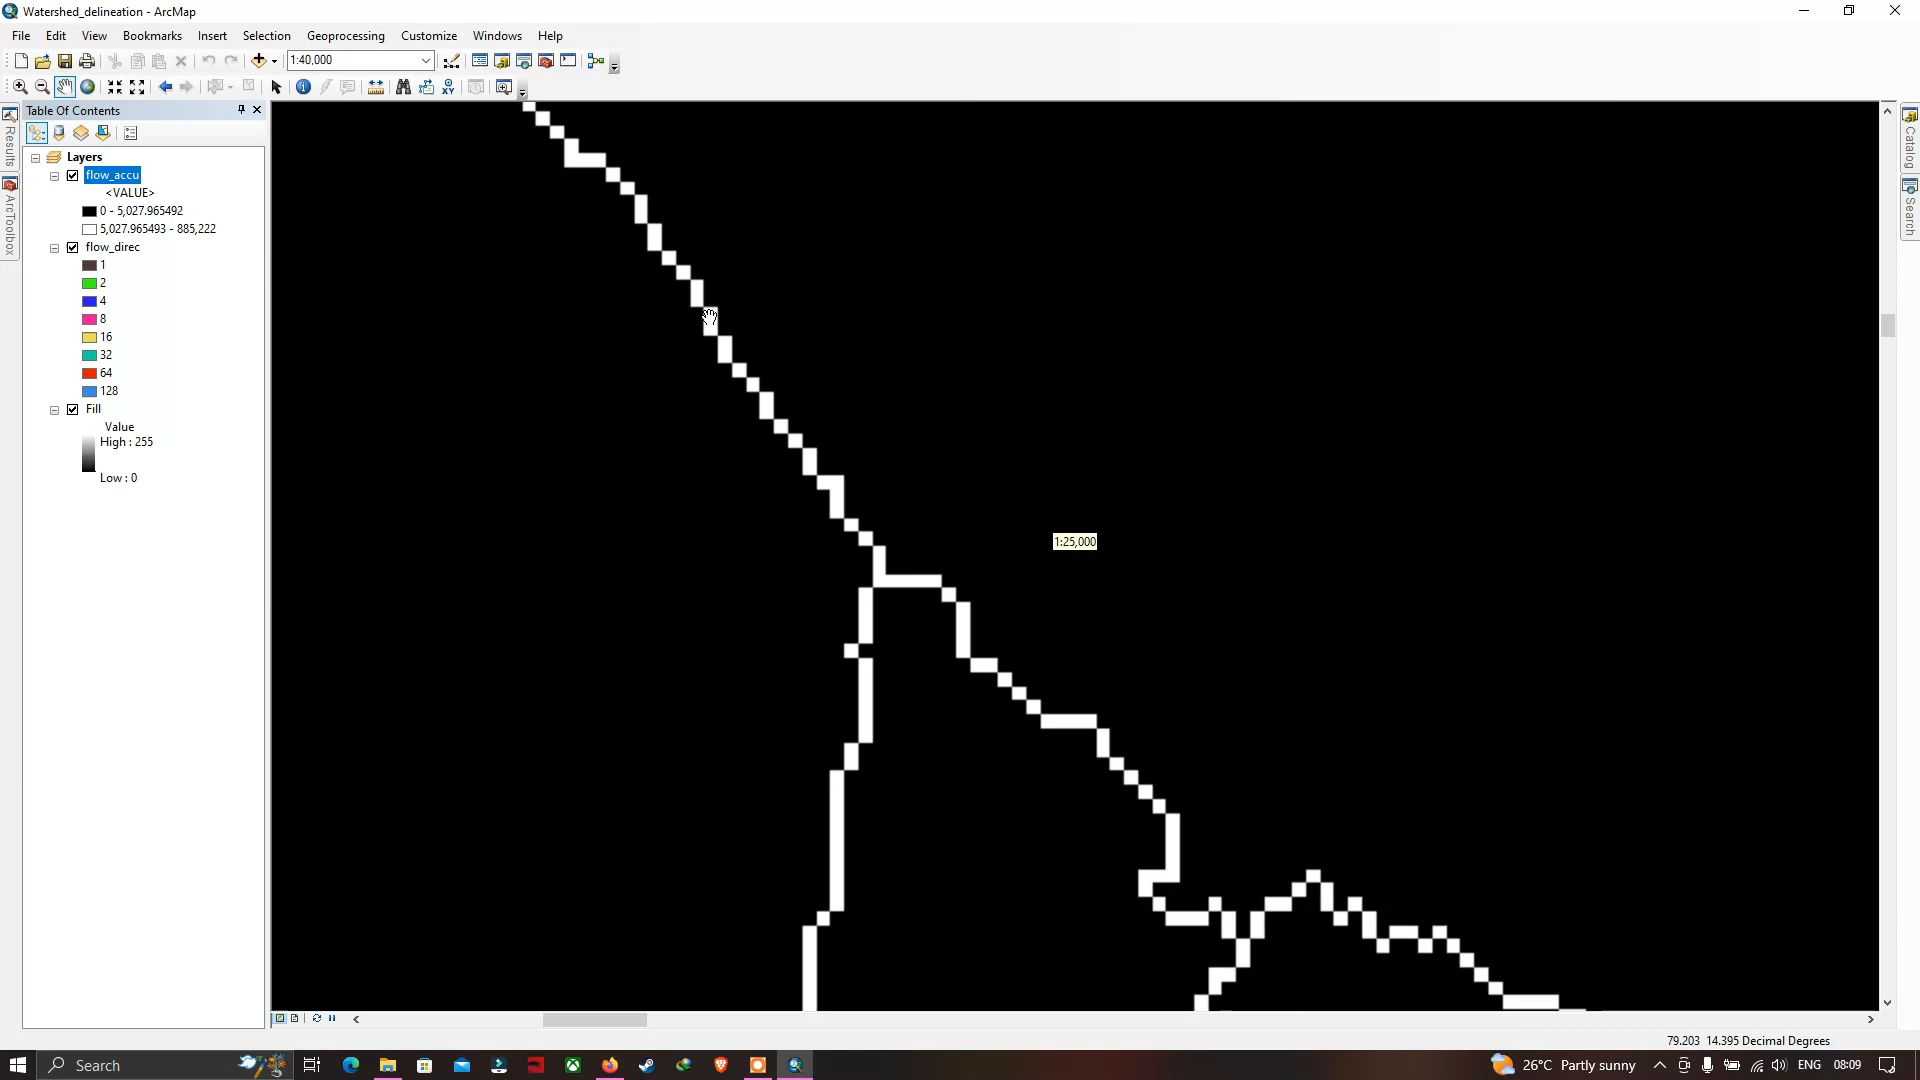 Watershed_delineation - ArcMap
File Edit View Bookmarks Insert Selection Geoprocessing Customize Windows Help
1:40,000
Table Of Contents
Results
ArcToolbox
Layers
flow_accu
<VALUE>
0 - 5,027.965492
5,027.965493 - 885,222
flow_direc
1
2
4
8
16
32
64
128
Fill
Value
High : 255
Low : 0
1:25,000
Catalog
Search
79.203 14.395 Decimal Degrees
Search
26°C Partly sunny
ENG
08:09